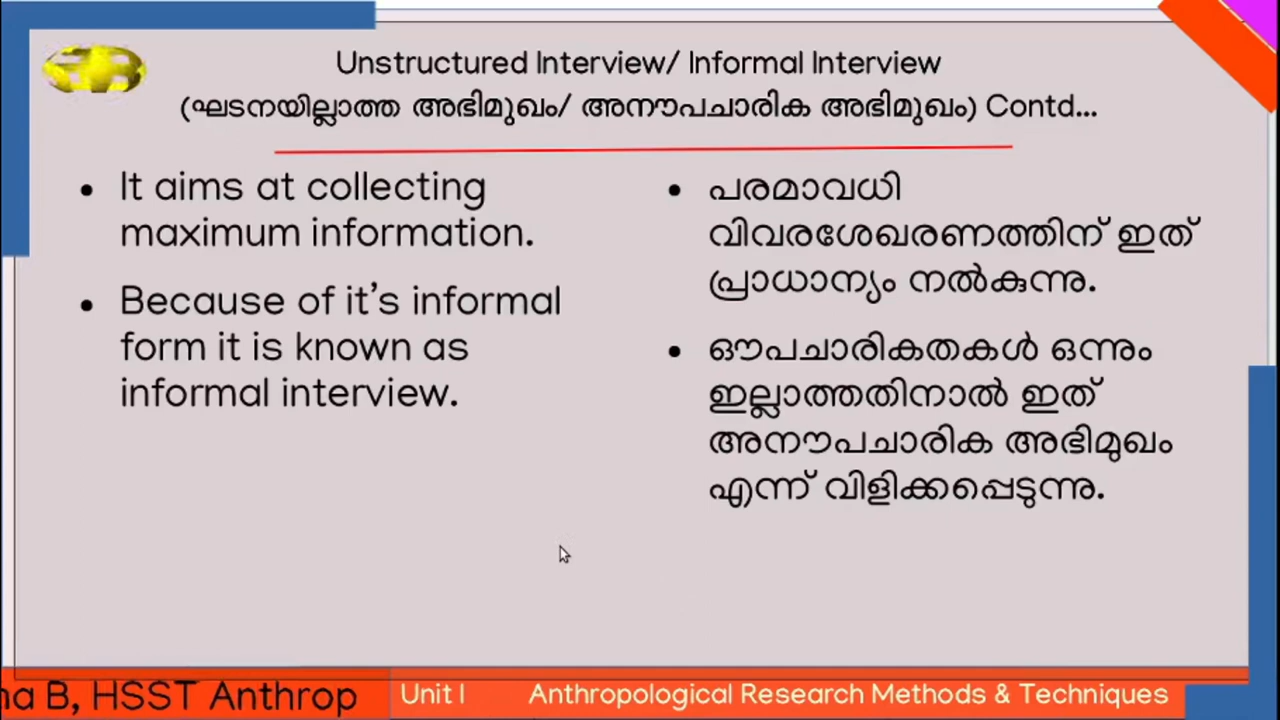 Unstructured Interview/ Informal Interview
(ഘടനയില്ലാത്ത അഭിമുഖം/ അനൗപചാരിക അഭിമുഖം) Contd...
• It aims at collecting
maximum information.
• Because of it’s informal
form it is known as
informal interview.
• പരമാവധി
വിവരശേഖരണത്തിന് ഇത്
പ്രാധാന്യം നൽകുന്നു.
• ഔപചാരികതകൾ ഒന്നും
ഇല്ലാത്തതിനാൽ ഇത്
അനൗപചാരിക അഭിമുഖം
എന്ന് വിളിക്കപ്പെടുന്നു.
B, HSST Anthrop
Unit I Anthropological Research Methods & Techniques